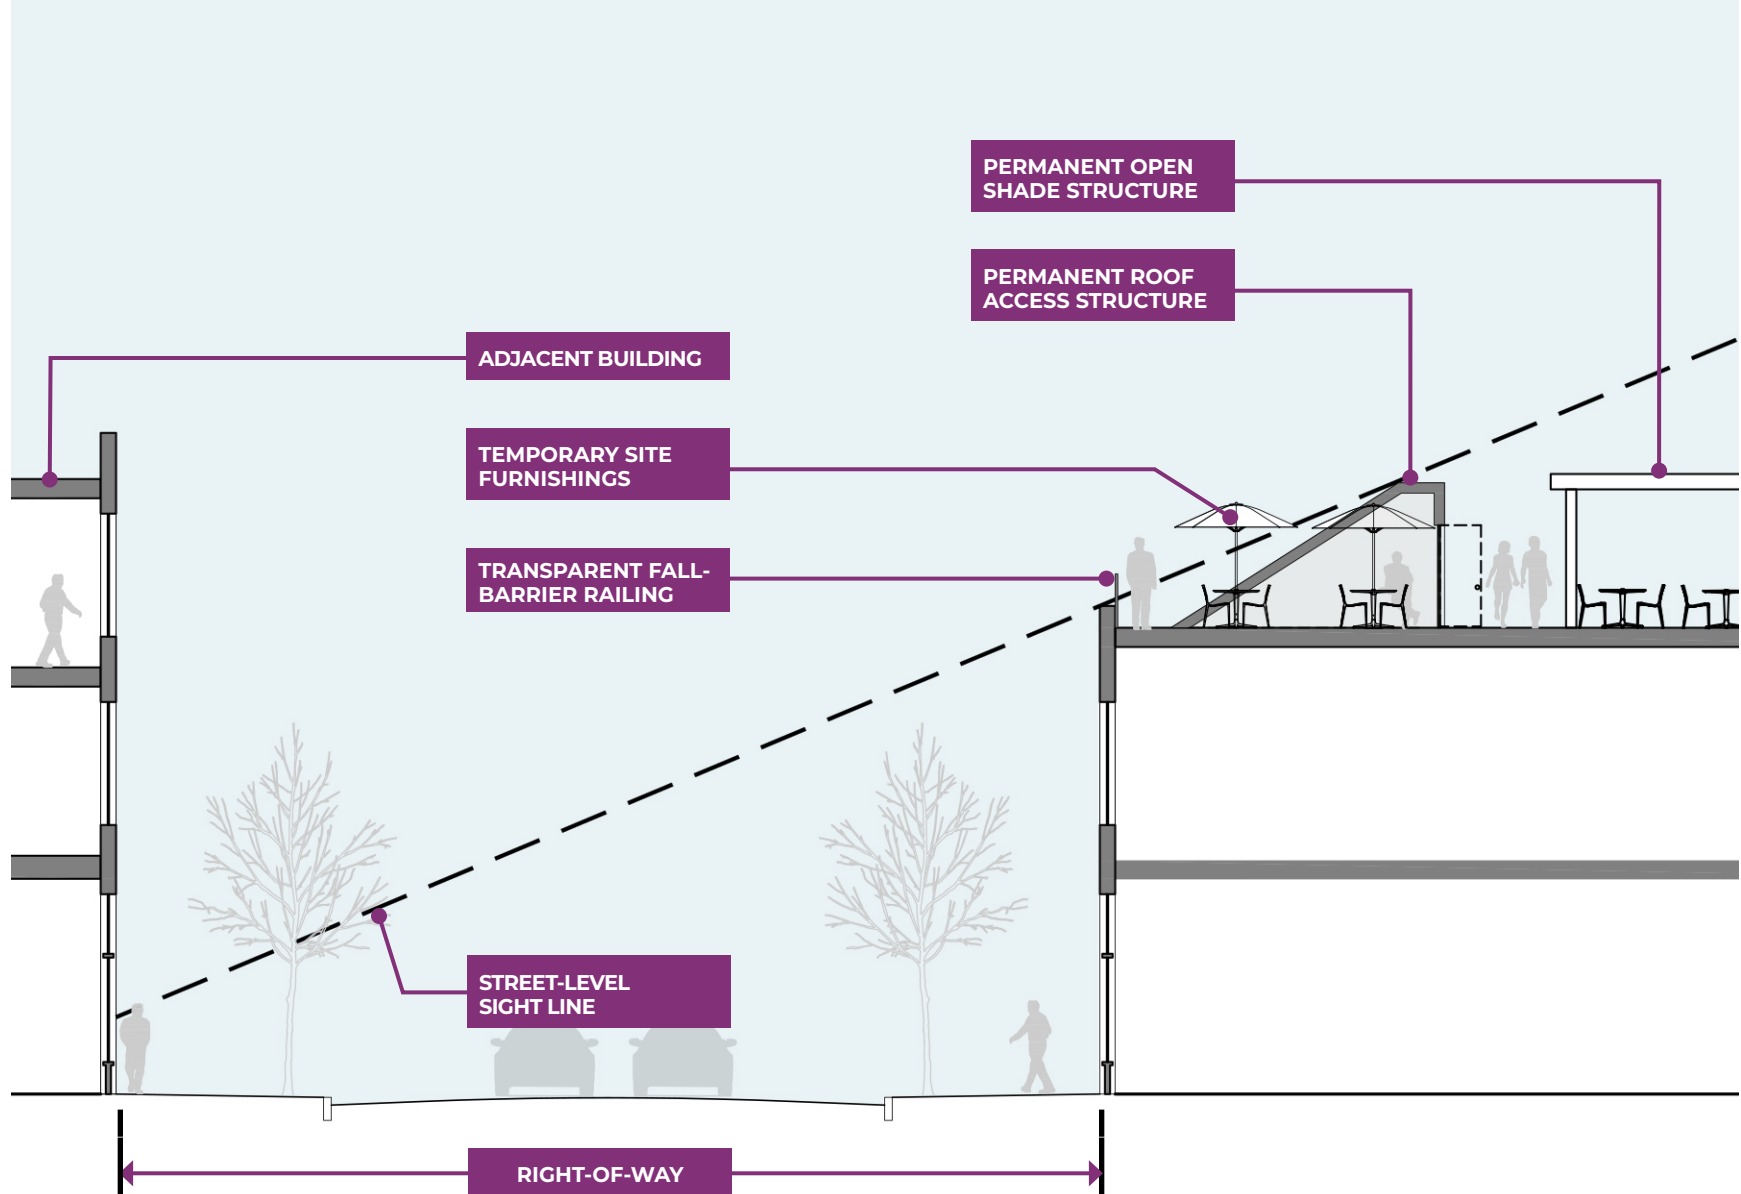 PERMANENT OPEN
SHADE STRUCTURE
PERMANENT ROOF
ACCESS STRUCTURE
ADJACENT BUILDING
TEMPORARY SITE
FURNISHINGS
TRANSPARENT FALL-
BARRIER RAILING
STREET-LEVEL
SIGHT LINE
RIGHT-OF-WAY